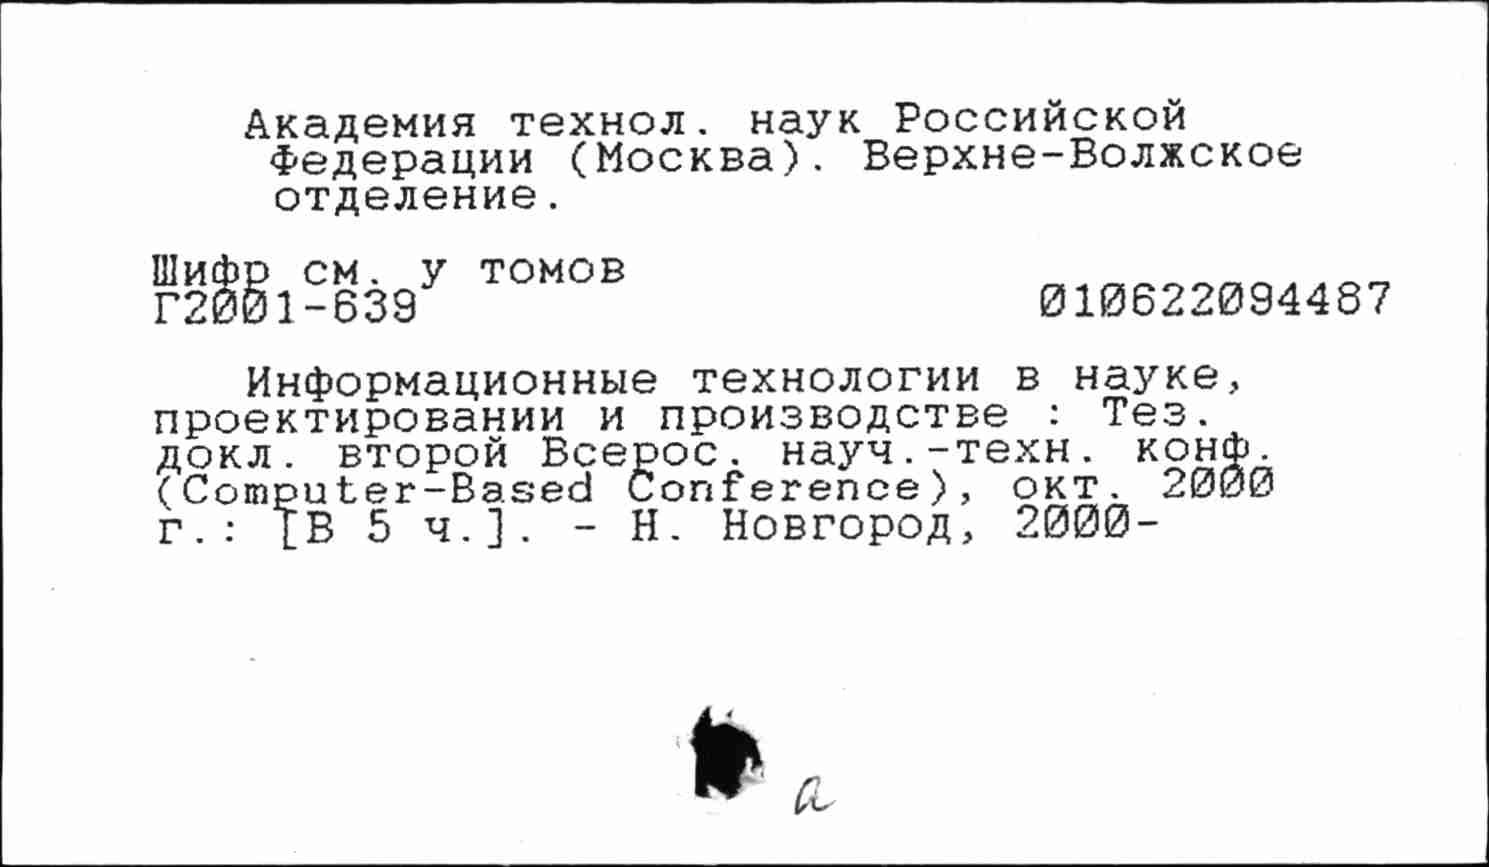 Академия технол. наук Российской
Федерации (Москва). Верхне-Волжское
отделение.
Шифр см. у томов
Г2001-639 010622094487
Информационные технологии в науке,
проектировании и производстве : Тез.
докл. второй Всерос. науч.-техн. конф.
(Computer-Based Conference), окт. 2000
г.: [В 5 ч.]. - Н. Новгород, 2000-
а